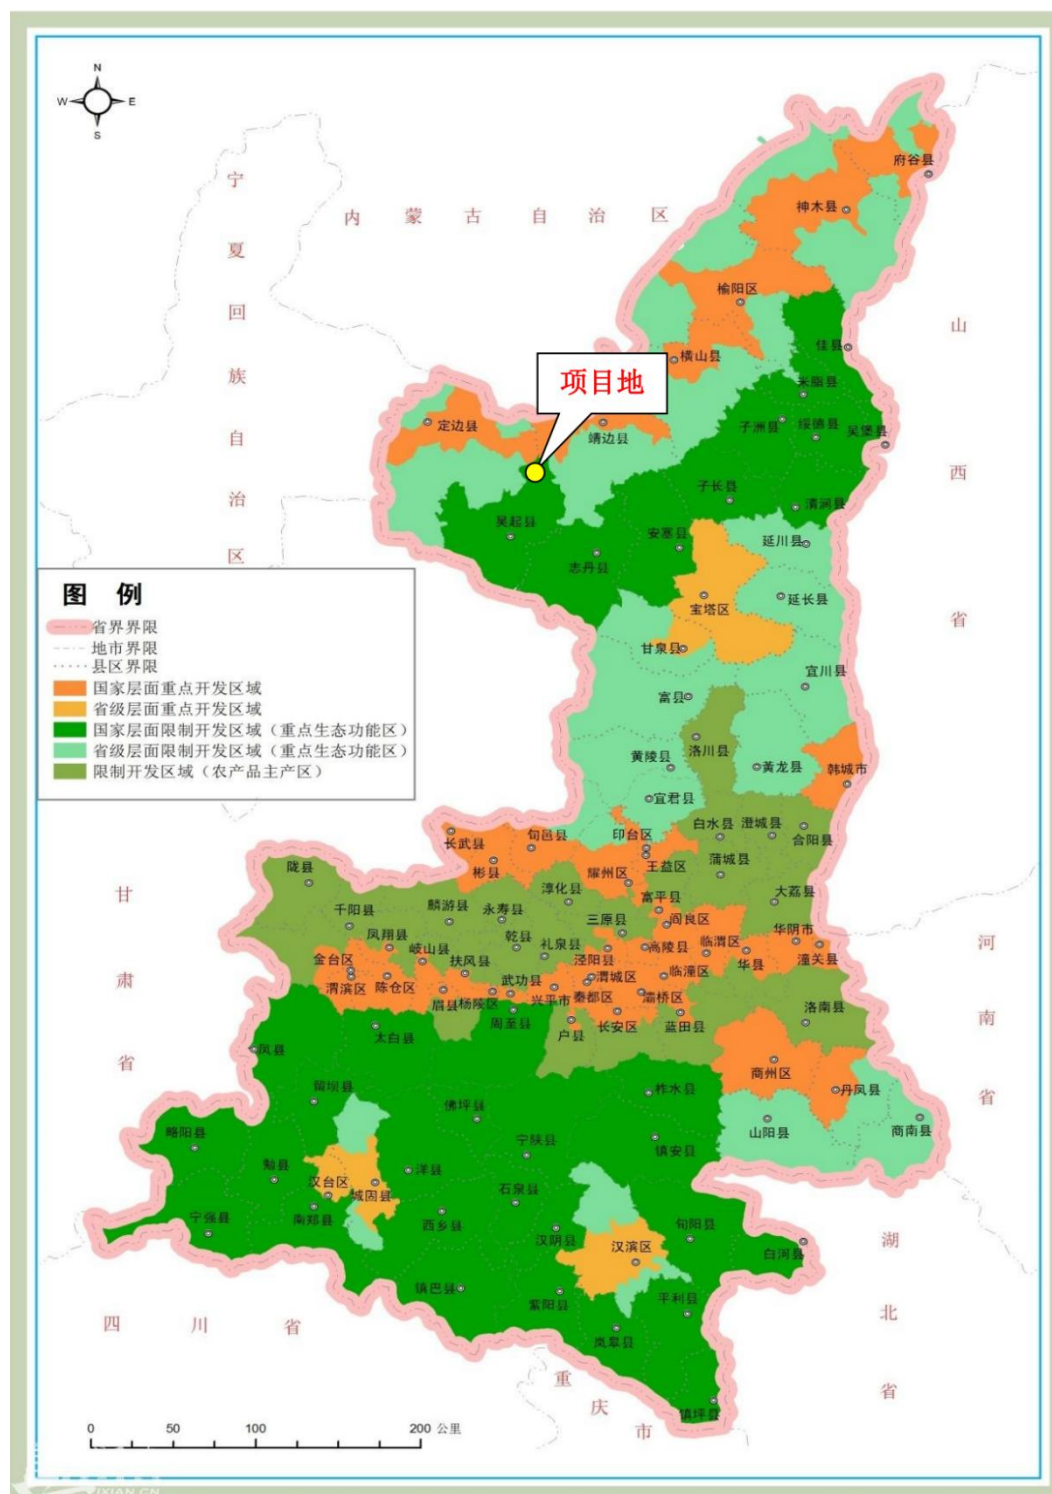 N
W E
S
宁夏回族自治区
内蒙古自治区
山西省
府谷县
神木县
榆阳区
佳县
横山县
米脂县
项目地
定边县
靖边县
子洲县
绥德县
吴堡县
子长县
清涧县
吴起县
安塞县
延川县
志丹县
宝塔区
延长县
甘泉县
宜川县
富县
洛川县
黄陵县
黄龙县
韩城市
宜君县
图 例
省界界限
地市界限
县区界限
国家层面重点开发区域
省级层面重点开发区域
国家层面限制开发区域（重点生态功能区）
省级层面限制开发区域（重点生态功能区）
限制开发区域（农产品主产区）
白水县
澄城县
合阳县
印台区
长武县
旬邑县
彬县
耀州区
王益区
蒲城县
陇县
淳化县
富平县
大荔县
千阳县
麟游县
永寿县
三原县
阎良区
华阴市
凤翔县
岐山县
乾县
礼泉县
泾阳县
高陵县
临渭区
潼关县
金台区
扶风县
华县
渭滨区
陈仓区
武功县
渭城区
临潼区
眉县
杨陵区
兴平市
秦都区
灞桥区
周至县
户县
长安区
蓝田县
洛南县
太白县
凤县
商州区
丹凤县
留坝县
佛坪县
柞水县
山阳县
商南县
略阳县
宁陕县
镇安县
勉县
汉台区
洋县
城固县
石泉县
宁强县
南郑县
西乡县
汉阴县
旬阳县
汉滨区
白河县
镇巴县
紫阳县
平利县
岚皋县
镇坪县
甘肃省
河南省
湖北省
四川省
重庆市
0 50 100 200 公里
IXIAN.CN